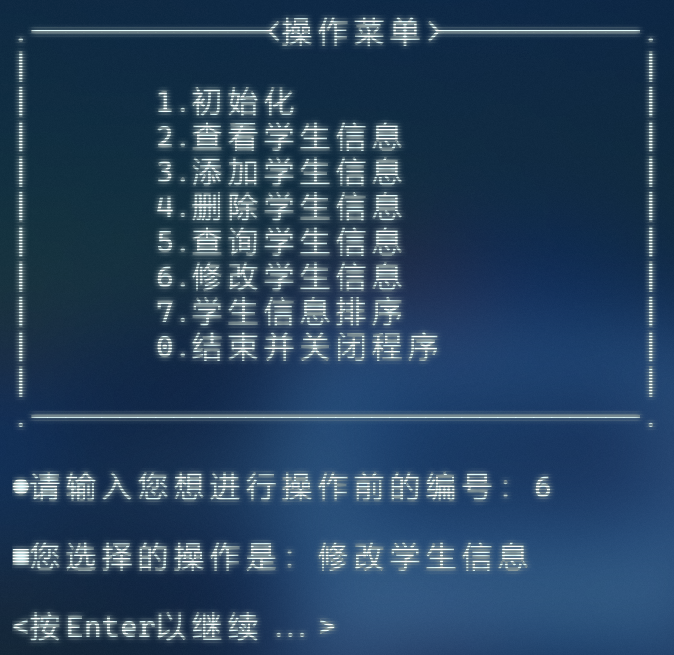 <操作菜单>
1.初始化
2.查看学生信息
3.添加学生信息
4.删除学生信息
5.查询学生信息
6.修改学生信息
7.学生信息排序
0.结束并关闭程序
●请输入您想进行操作前的编号：6
■您选择的操作是：修改学生信息
<按Enter以继续 ...>